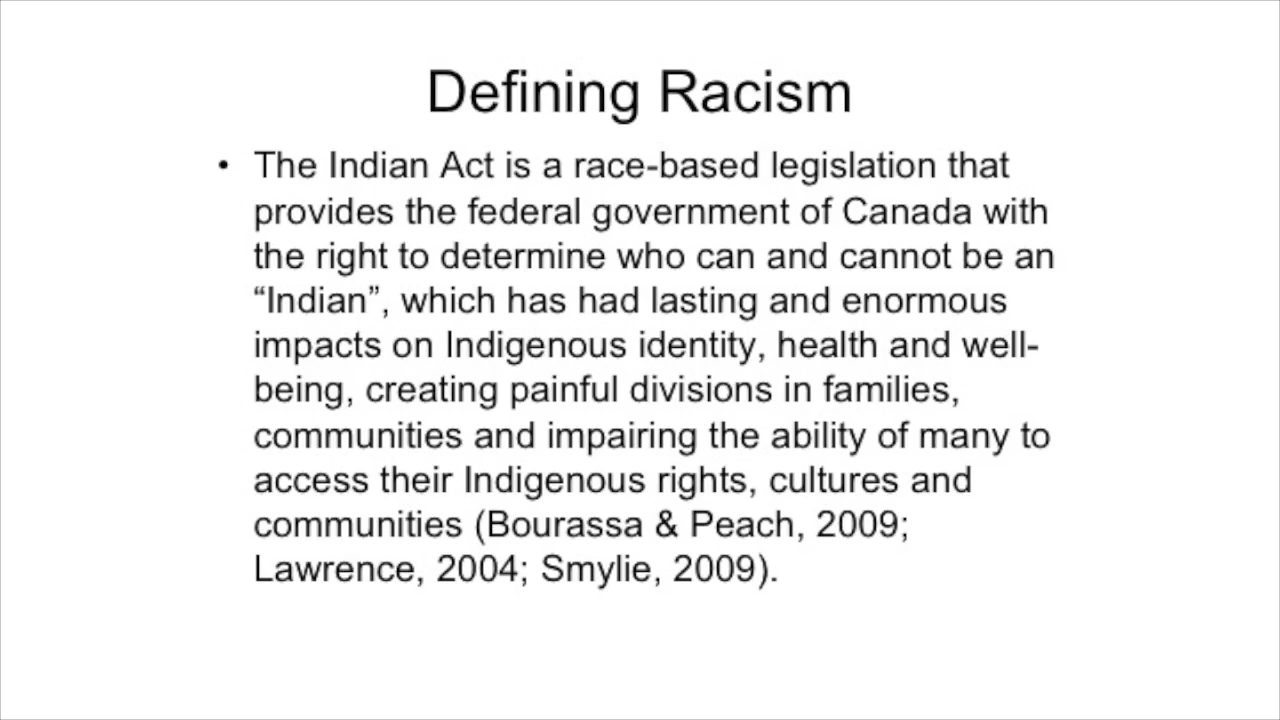 Defining Racism
• The Indian Act is a race-based legislation that
provides the federal government of Canada with
the right to determine who can and cannot be an
“Indian”, which has had lasting and enormous
impacts on Indigenous identity, health and well-
being, creating painful divisions in families,
communities and impairing the ability of many to
access their Indigenous rights, cultures and
communities (Bourassa & Peach, 2009;
Lawrence, 2004; Smylie, 2009).